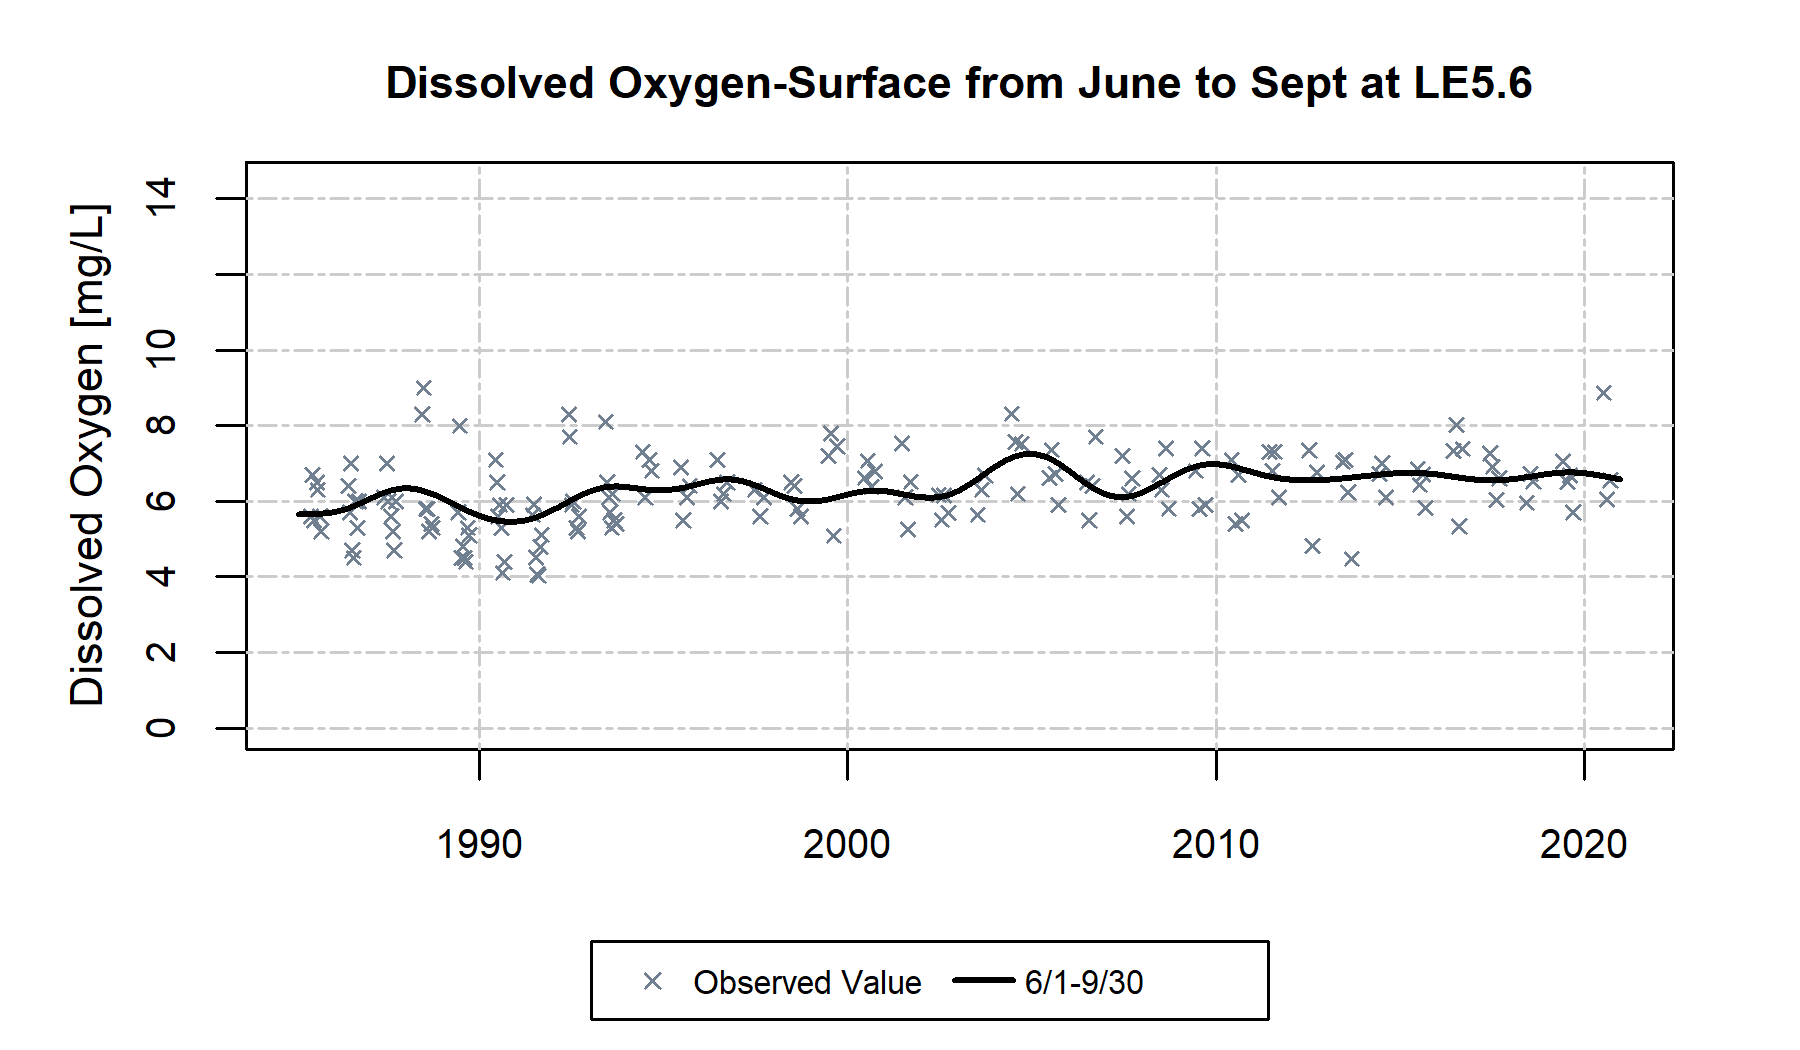 Dissolved Oxygen-Surface from June to Sept at LE5.6
Dissolved Oxygen [mg/L]
14
10
8
6
4
2
0
1990 2000 2010 2020
Observed Value 6/1-9/30